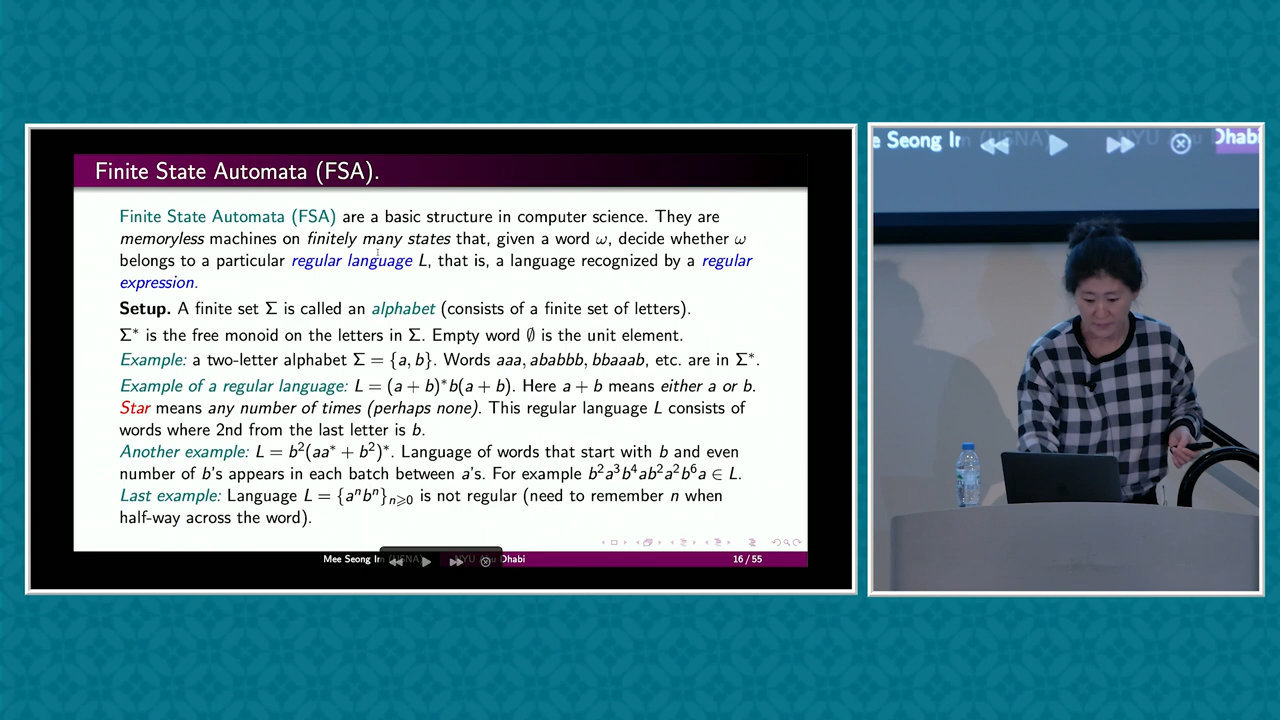 Finite State Automata (FSA).
Finite State Automata (FSA) are a basic structure in computer science. They are
memoryless machines on finitely many states that, given a word ω, decide whether ω
belongs to a particular regular language L, that is, a language recognized by a regular
expression.
Setup. A finite set Σ is called an alphabet (consists of a finite set of letters).
Σ* is the free monoid on the letters in Σ. Empty word ∅ is the unit element.
Example: a two-letter alphabet Σ = {a, b}. Words aaa, ababbb, bbaaab, etc. are in Σ*.
Example of a regular language: L = (a + b)*b(a + b). Here a + b means either a or b.
Star means any number of times (perhaps none). This regular language L consists of
words where 2nd from the last letter is b.
Another example: L = b²(aa* + b²)*. Language of words that start with b and even
number of b's appears in each batch between a's. For example b²a³b⁴ab²a²b⁶a ∈ L.
Last example: Language L = {aⁿbⁿ}ₙ⩾₀ is not regular (need to remember n when
half-way across the word).
Mee Seong Im (USNA) NYU Abu Dhabi 16 / 55
e Seong Im (USNA) NYU Abu Dhabi